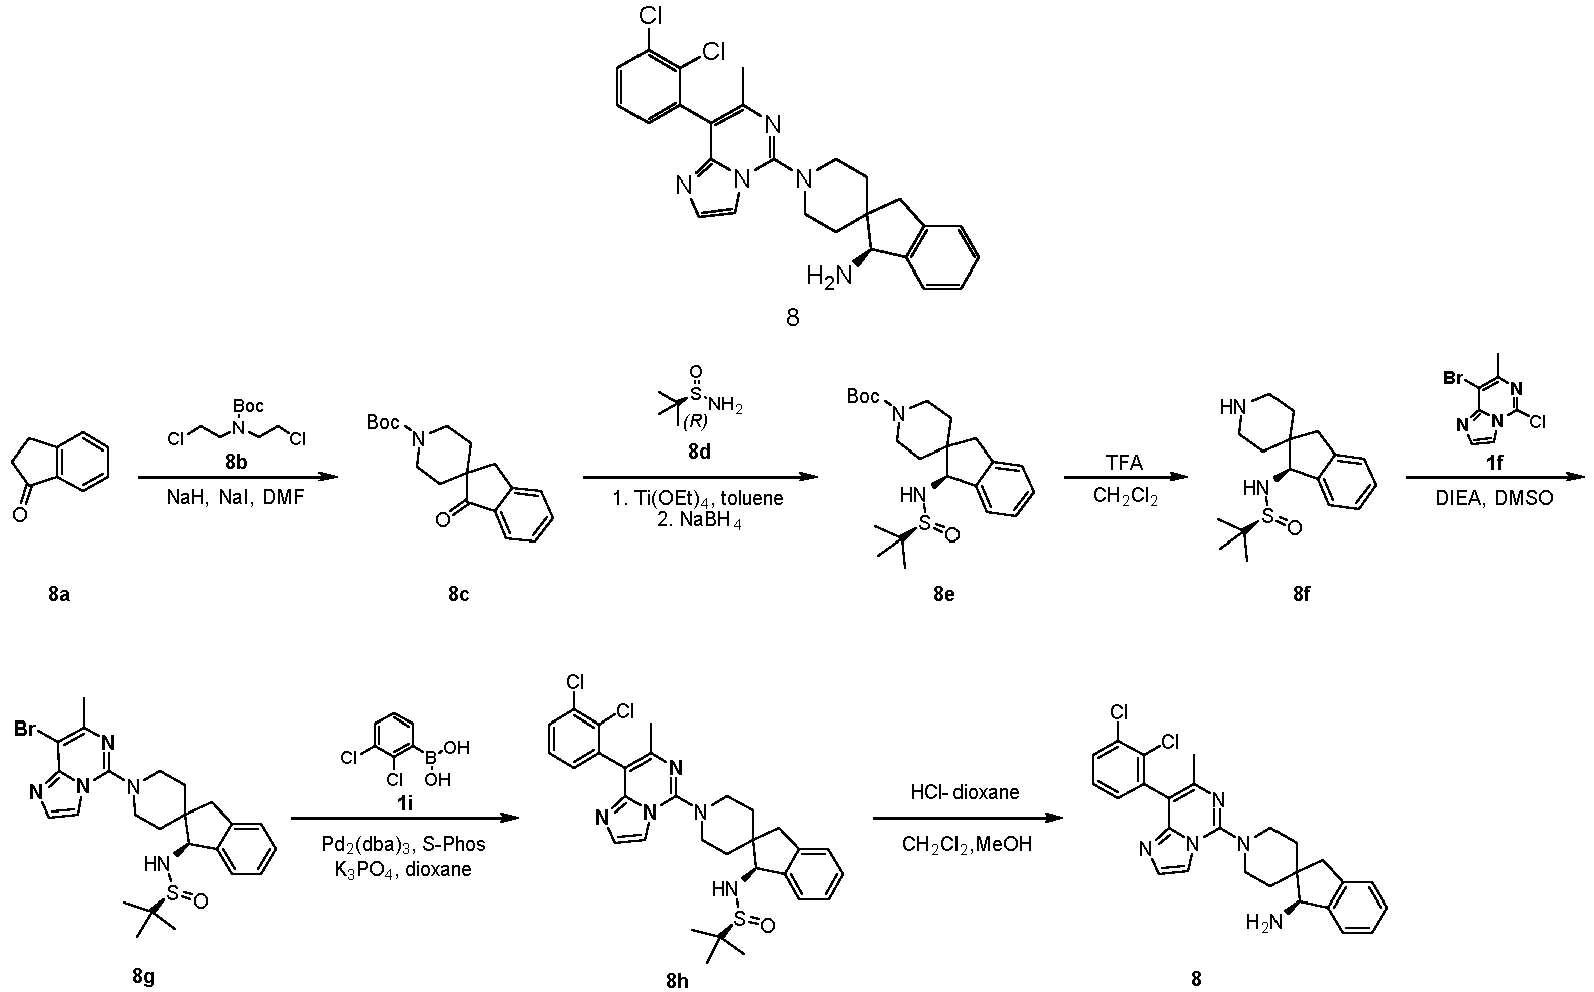 Cl
Cl
N
N
N
N
H2N
8
Boc
N
Cl
Cl
8b
NaH, NaI, DMF
O
8a
Boc
N
O
8c
O
S
NH2
(R)
8d
1. Ti(OEt)4, toluene
2. NaBH4
Boc
N
HN
S
O
8e
TFA
CH2Cl2
HN
HN
S
O
8f
Br
N
N
N
Cl
1f
DIEA, DMSO
Br
N
N
N
N
HN
S
O
8g
Cl
Cl
B
OH
OH
1i
Pd2(dba)3, S-Phos
K3PO4, dioxane
Cl
Cl
N
N
N
N
HN
S
O
8h
HCl-dioxane
CH2Cl2,MeOH
Cl
Cl
N
N
N
N
H2N
8